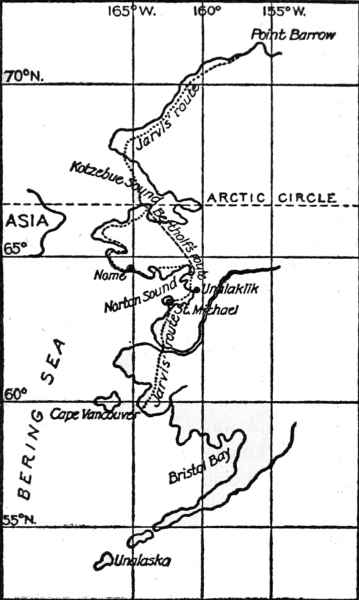 165°W.
160°
155°W.
Point Barrow
70°N.
Jarvis' route
Kotzebue Sound
ARCTIC CIRCLE
Bertholf's route
ASIA
65°
Nome
Unalaklik
Norton Sound
St. Michael
Jarvis' route
60°
Cape Vancouver
BERING SEA
Bristol Bay
55°N.
Unalaska